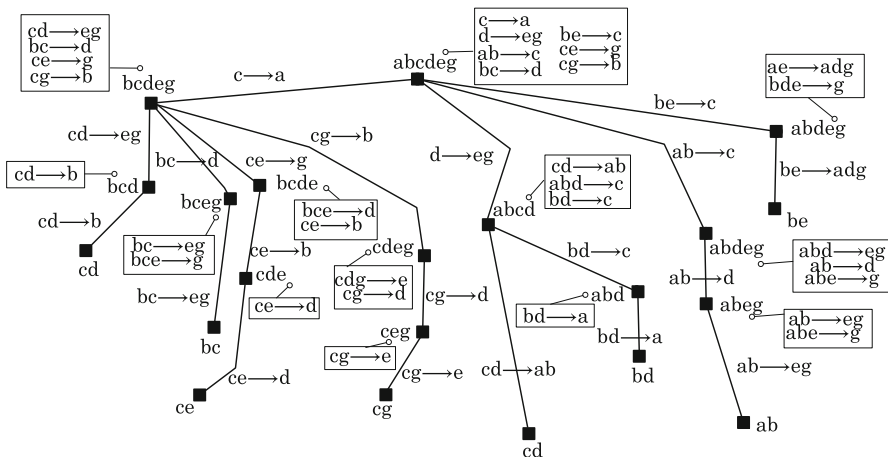 cd→eg
bc→d
ce→g
cg→b
bcdeg
c→a
abcdeg
c→a
d→eg
ab→c
bc→d
be→c
ce→g
cg→b
ae→adg
bde→g
be→c
abdeg
cd→eg
bc→d
ce→g
cg→b
d→eg
ab→c
cd→b
bcd
bceg
bcde
bce→d
ce→b
abcd
cd→ab
abd→c
bd→c
be→adg
be
cd→b
cd
bc→eg
bce→g
ce→b
cde
ce→d
cdeg
cdg→e
cg→d
cg→d
bd→c
abdeg
abd→eg
ab→d
abe→g
ab→d
bc→eg
bc
ceg
cg→e
abd
bd→a
bd→a
bd
abeg
ab→eg
abe→g
ce→d
ce
cg→e
cg
cd→ab
cd
ab→eg
ab